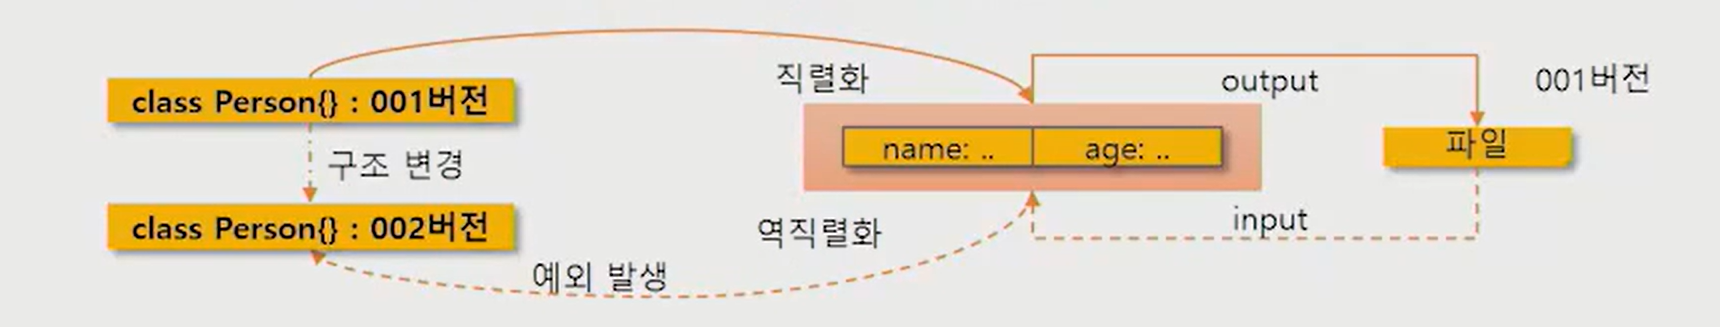 직렬화
output
001버전
class Person{} : 001버전
name: ..
age: ..
파일
구조 변경
class Person{} : 002버전
역직렬화
input
예외 발생